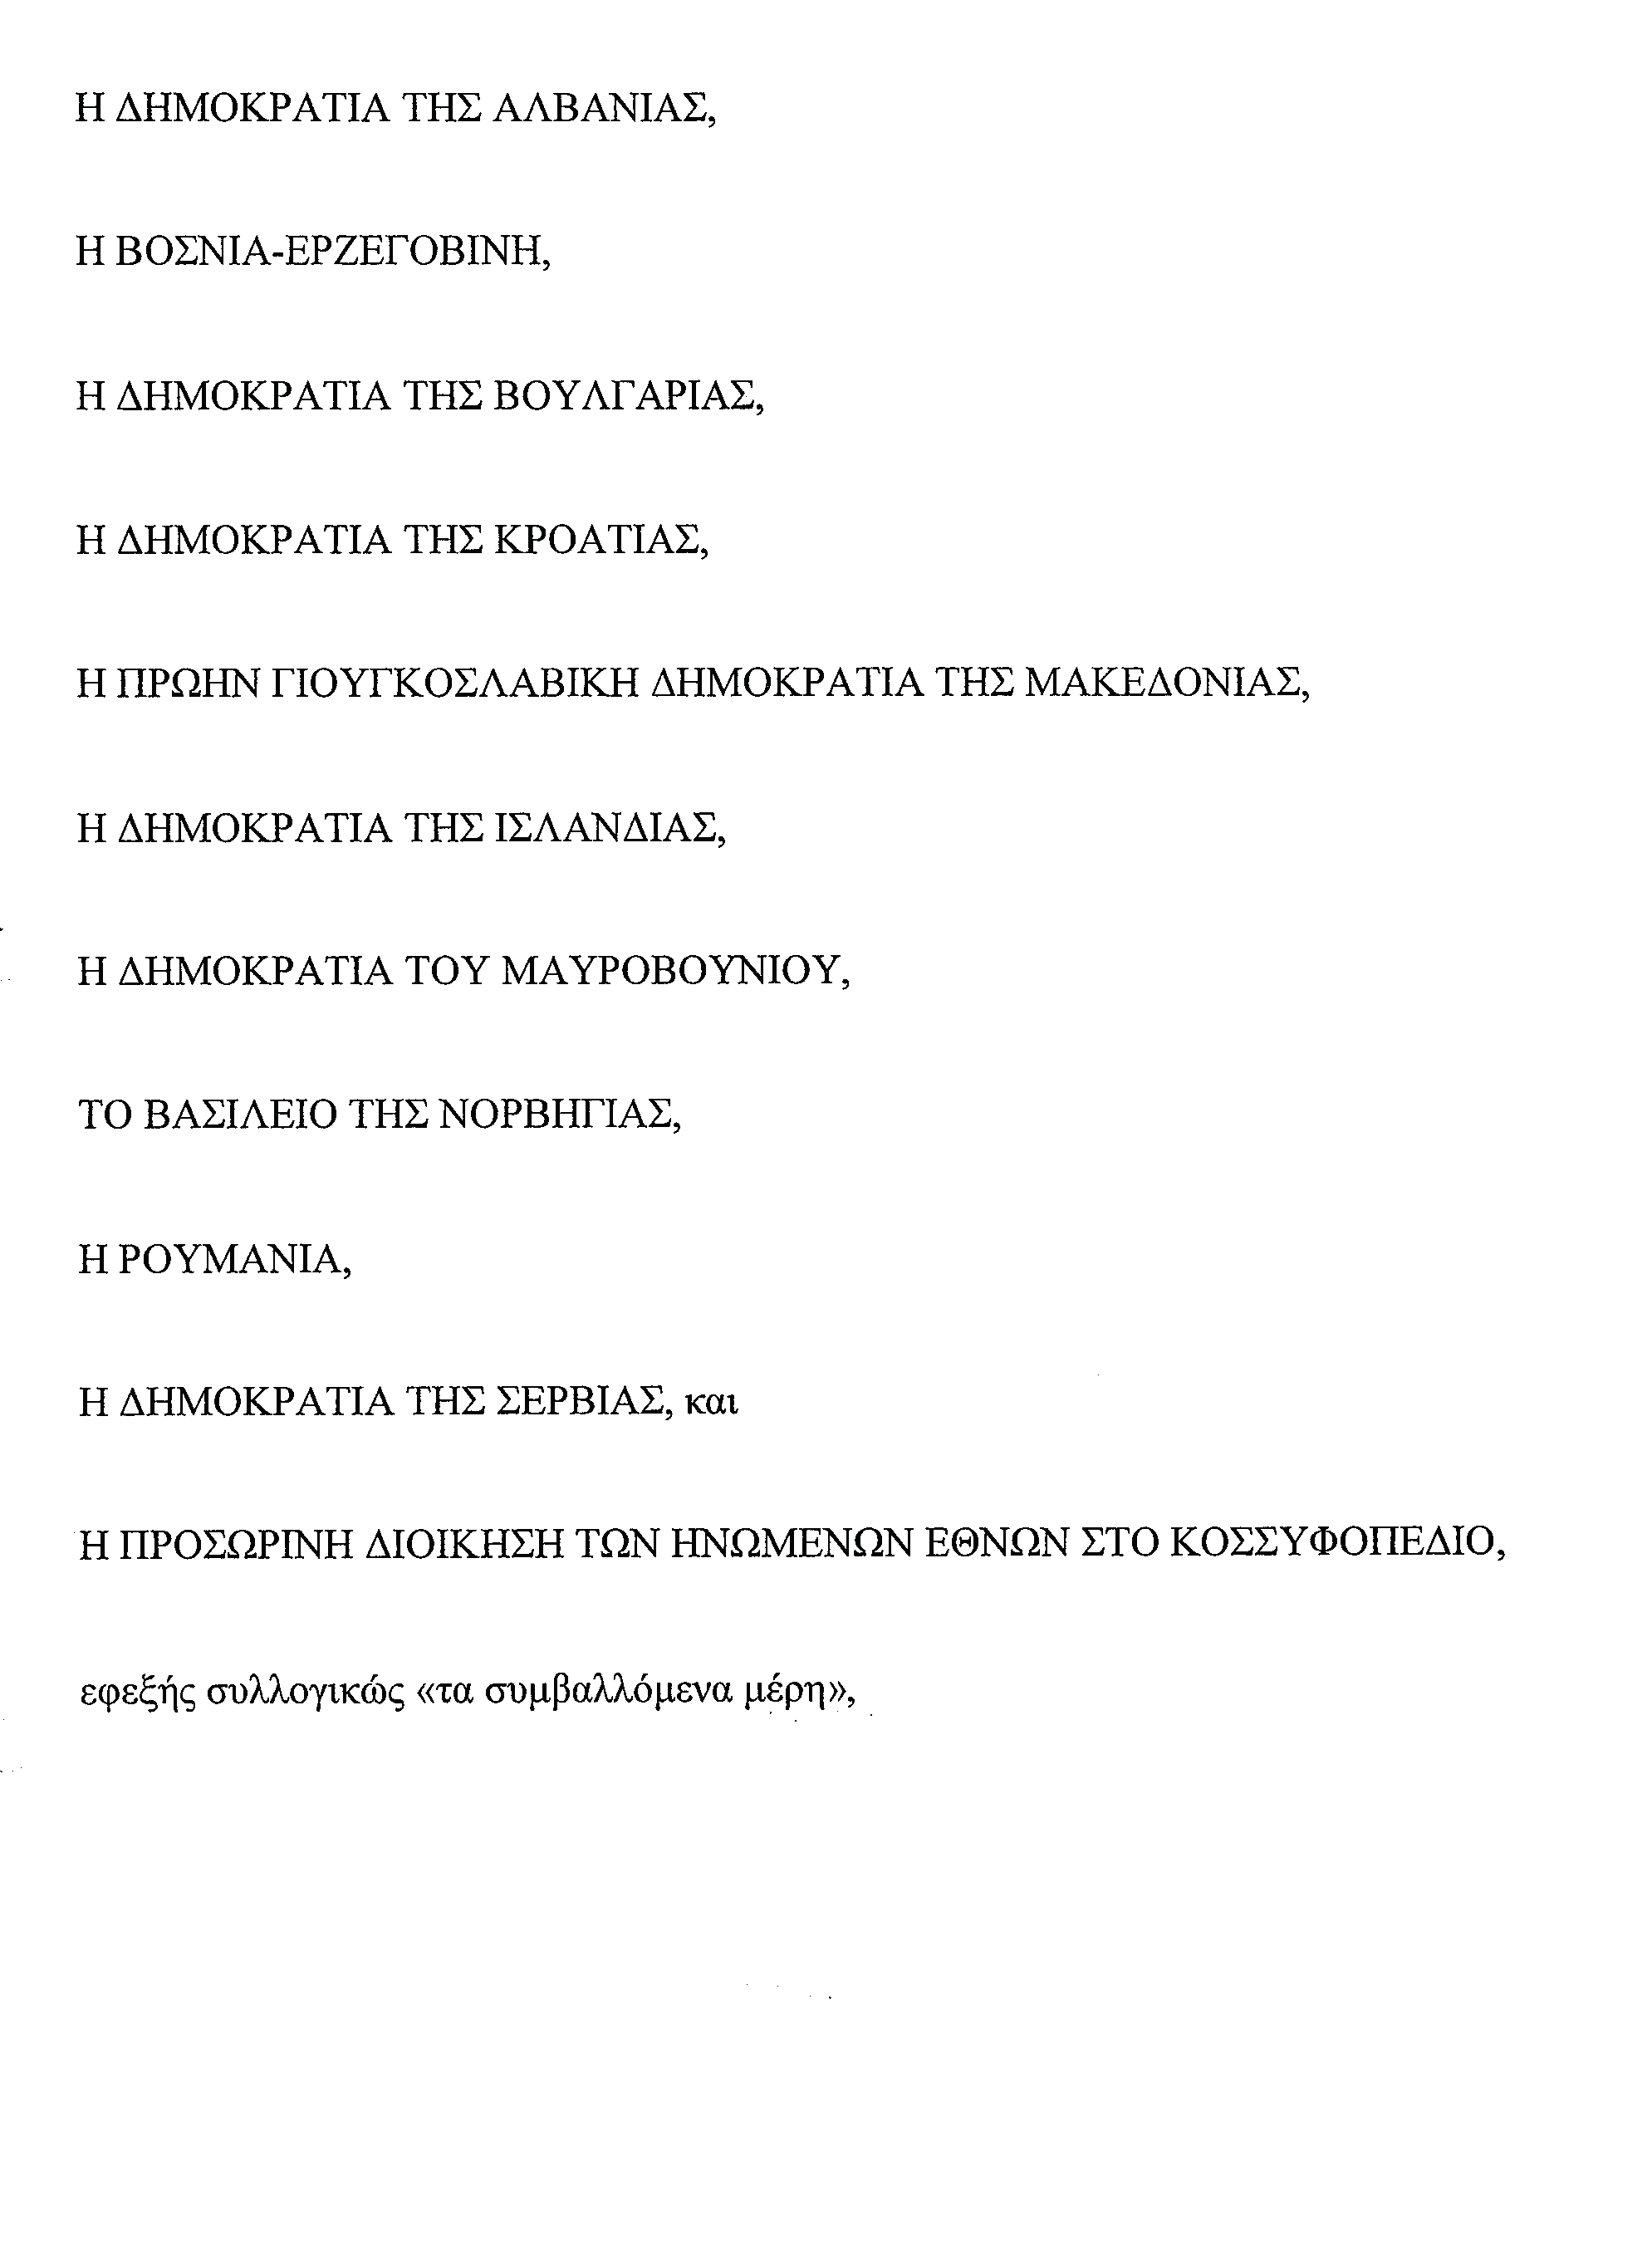 Η ΔΗΜΟΚΡΑΤΙΑ ΤΗΣ ΑΛΒΑΝΙΑΣ,
Η ΒΟΣΝΙΑ-ΕΡΖΕΓΟΒΙΝΗ,
Η ΔΗΜΟΚΡΑΤΙΑ ΤΗΣ ΒΟΥΛΓΑΡΙΑΣ,
Η ΔΗΜΟΚΡΑΤΙΑ ΤΗΣ ΚΡΟΑΤΙΑΣ,
Η ΠΡΩΗΝ ΓΙΟΥΓΚΟΣΛΑΒΙΚΗ ΔΗΜΟΚΡΑΤΙΑ ΤΗΣ ΜΑΚΕΔΟΝΙΑΣ,
Η ΔΗΜΟΚΡΑΤΙΑ ΤΗΣ ΙΣΛΑΝΔΙΑΣ,
Η ΔΗΜΟΚΡΑΤΙΑ ΤΟΥ ΜΑΥΡΟΒΟΥΝΙΟΥ,
ΤΟ ΒΑΣΙΛΕΙΟ ΤΗΣ ΝΟΡΒΗΓΙΑΣ,
Η ΡΟΥΜΑΝΙΑ,
Η ΔΗΜΟΚΡΑΤΙΑ ΤΗΣ ΣΕΡΒΙΑΣ, και
Η ΠΡΟΣΩΡΙΝΗ ΔΙΟΙΚΗΣΗ ΤΩΝ ΗΝΩΜΕΝΩΝ ΕΘΝΩΝ ΣΤΟ ΚΟΣΣΥΦΟΠΕΔΙΟ,
εφεξής συλλογικώς «τα συμβαλλόμενα μέρη»,